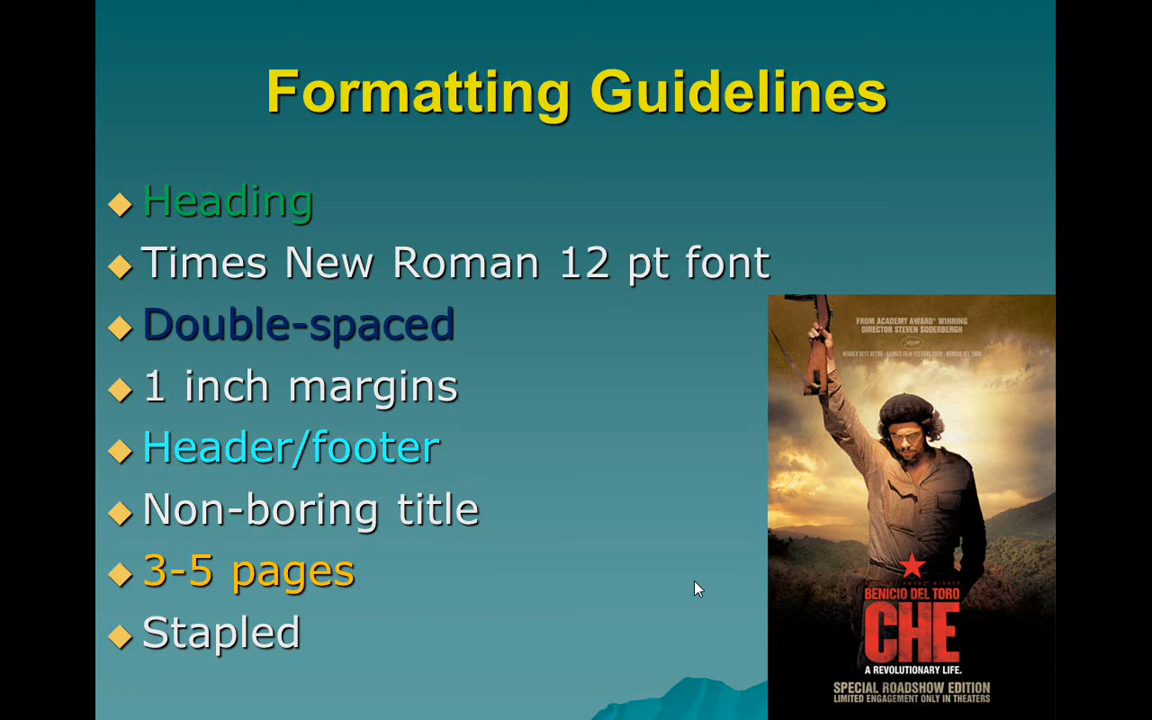 Formatting Guidelines
Heading
Times New Roman 12 pt font
Double-spaced
1 inch margins
Header/footer
Non-boring title
3-5 pages
Stapled
FROM ACADEMY AWARD® WINNING
DIRECTOR STEVEN SODERBERGH
BENICIO DEL TORO
CHE
A REVOLUTIONARY LIFE.
SPECIAL ROADSHOW EDITION
LIMITED ENGAGEMENT ONLY IN THEATERS